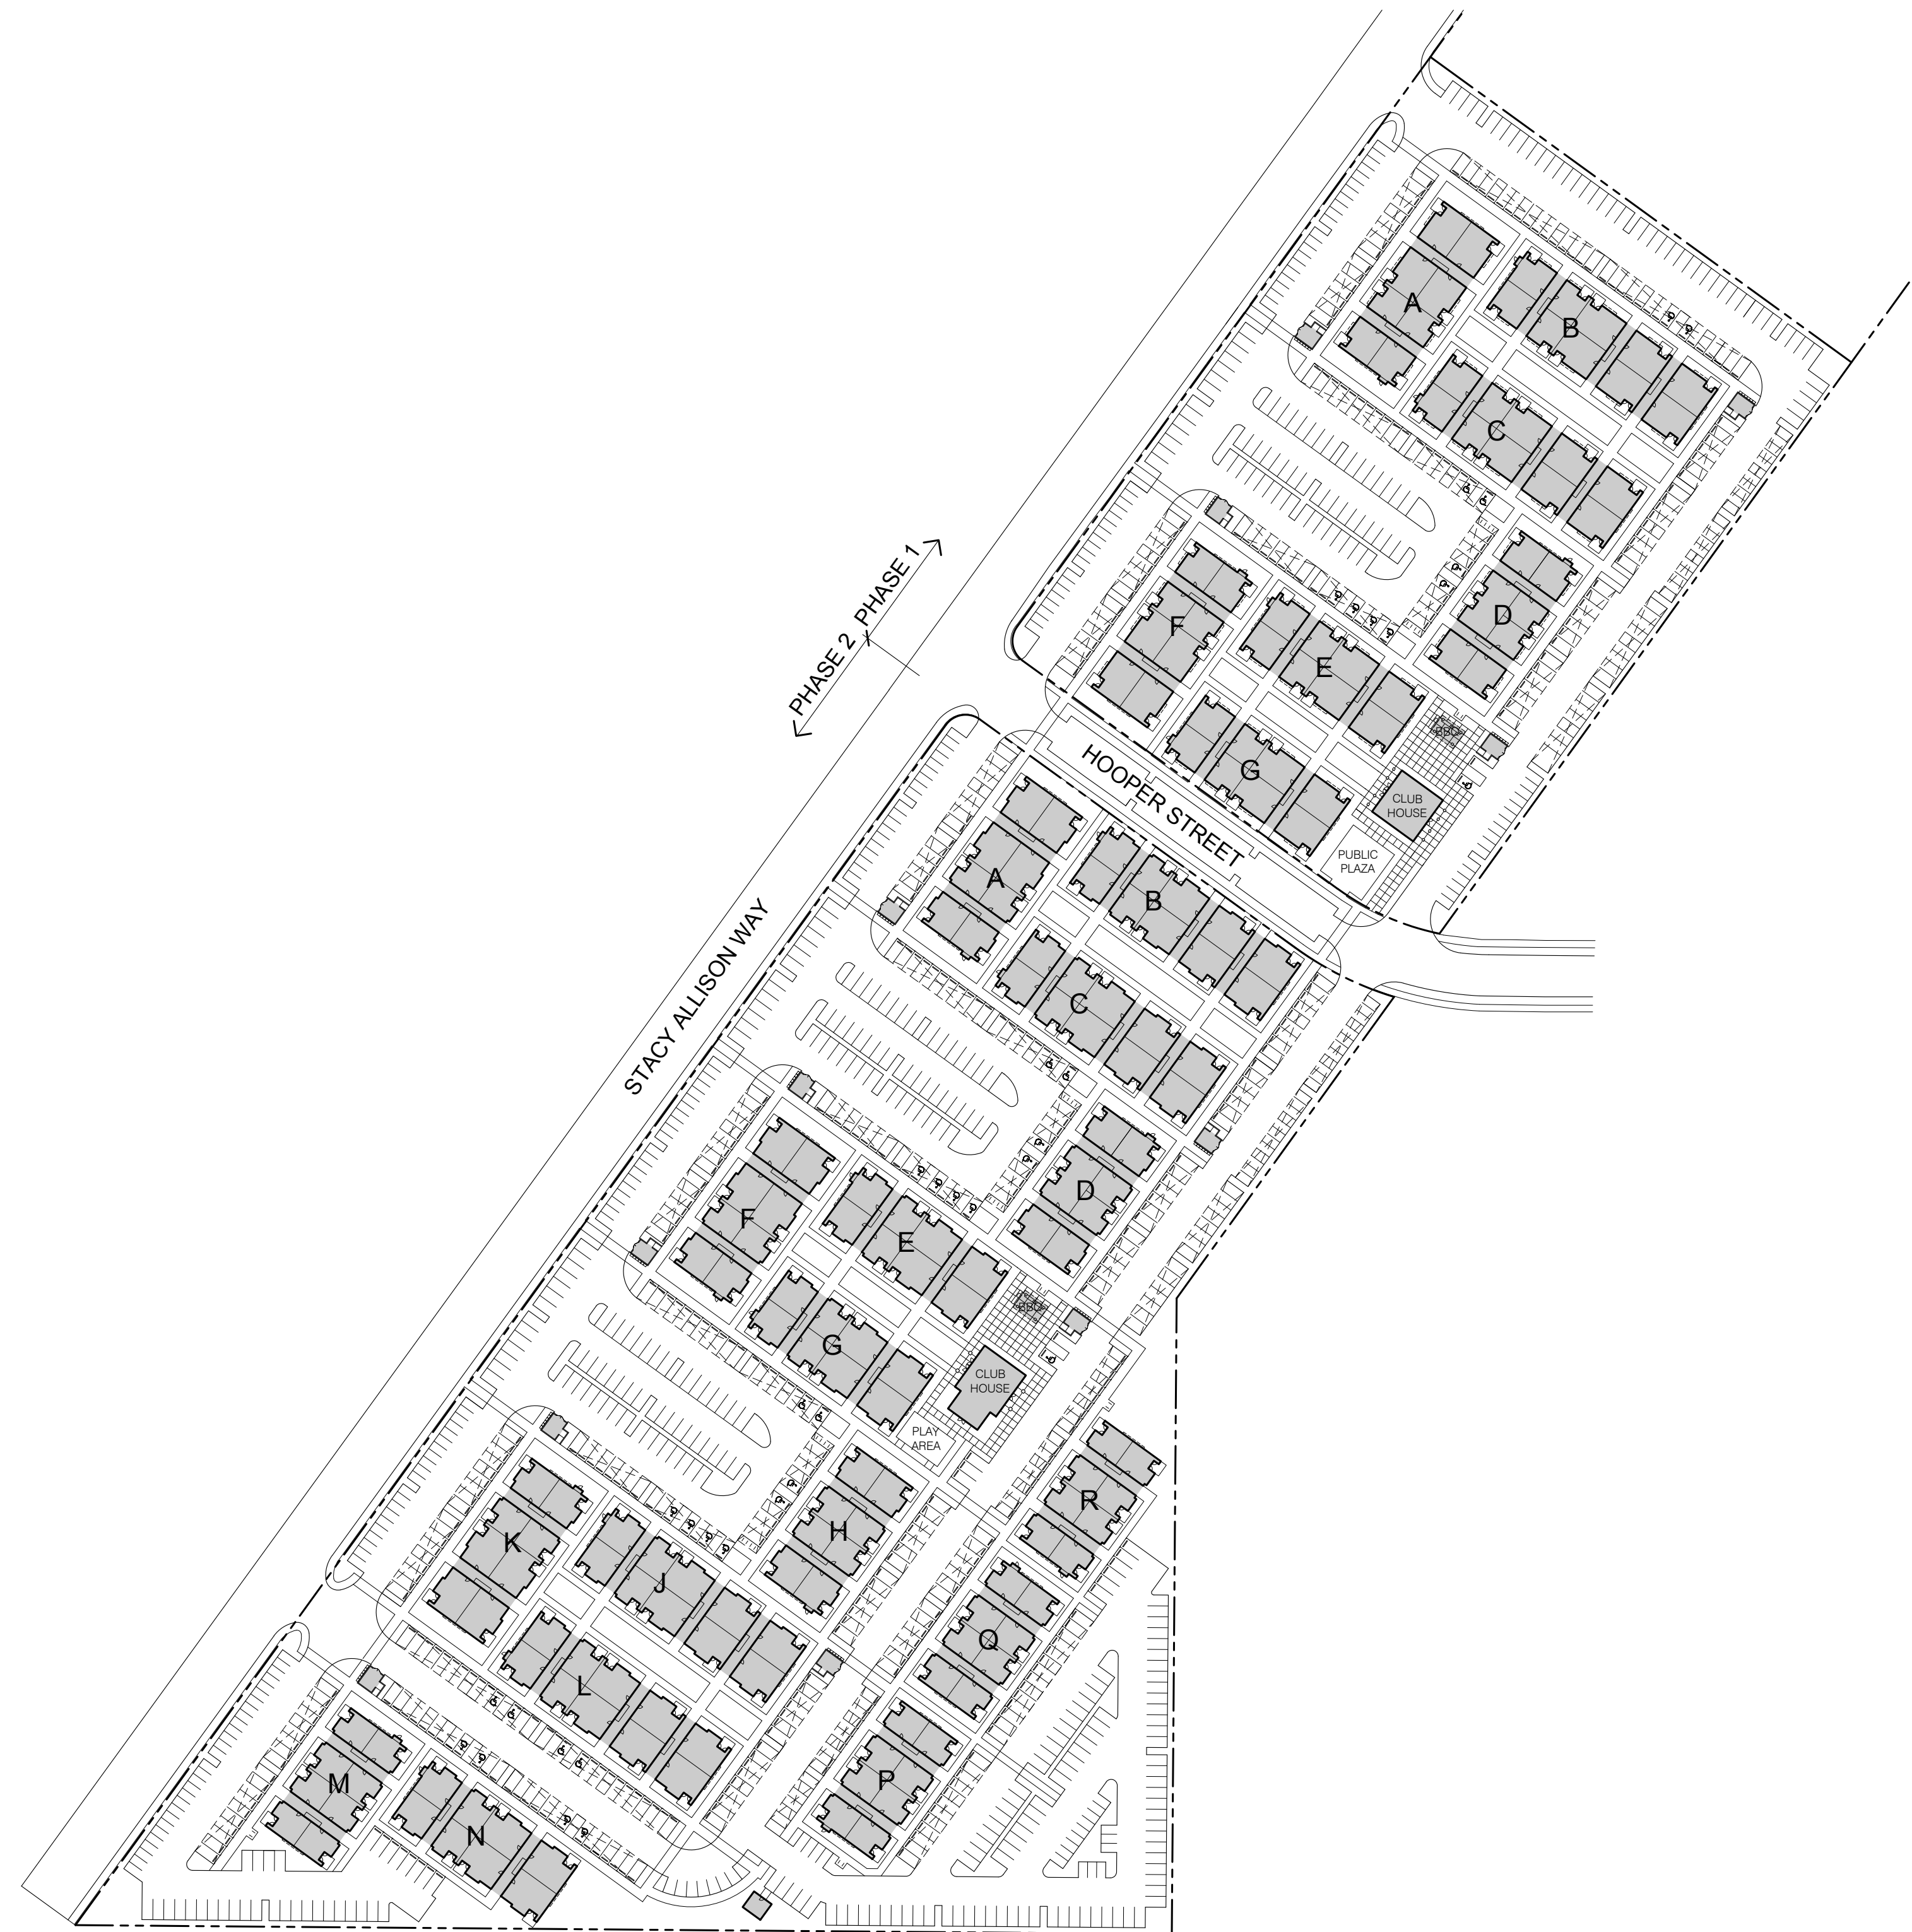 A
B
C
D
F
E
G
BBQ
CLUB
HOUSE
PUBLIC
PLAZA
PHASE 2 PHASE 1
HOOPER STREET
STACY ALLISON WAY
A
B
C
D
F
E
G
BBQ
CLUB
HOUSE
PLAY
AREA
K
J
H
R
L
Q
M
N
P